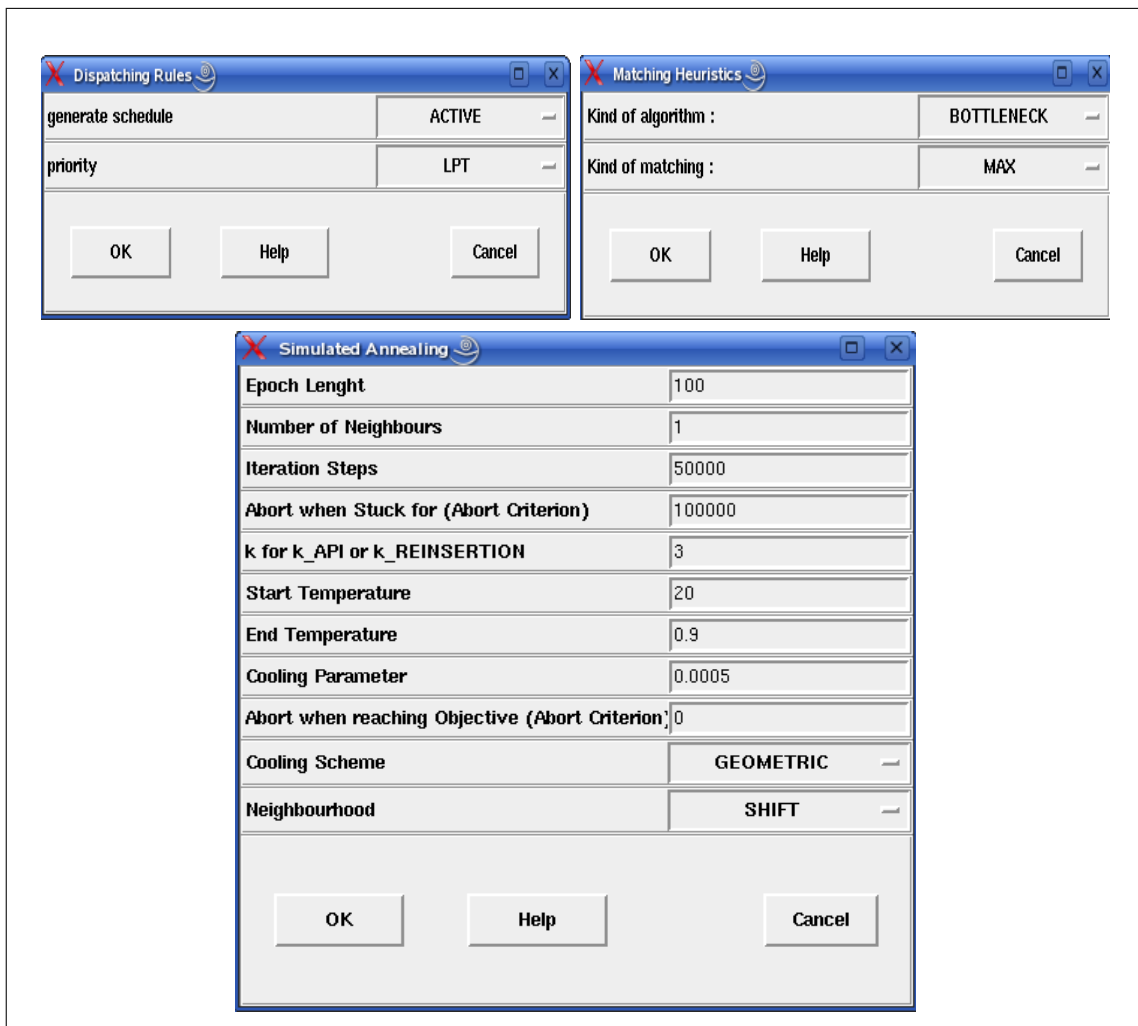 Dispatching Rules
generate schedule ACTIVE
priority LPT
OK Help Cancel
Matching Heuristics
Kind of algorithm : BOTTLENECK
Kind of matching : MAX
OK Help Cancel
Simulated Annealing
Epoch Lenght 100
Number of Neighbours 1
Iteration Steps 50000
Abort when Stuck for (Abort Criterion) 100000
k for k_API or k_REINSERTION 3
Start Temperature 20
End Temperature 0.9
Cooling Parameter 0.0005
Abort when reaching Objective (Abort Criterion) 0
Cooling Scheme GEOMETRIC
Neighbourhood SHIFT
OK Help Cancel